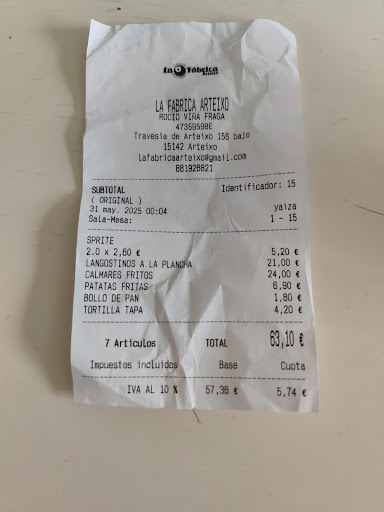 La Fábrica
LA FABRICA ARTEIXO
ROCIO VIÑA FRAGA
47359598E
Travesia de Arteixo 156 bajo
15142 Arteixo
lafabricaarteixo@gmail.com
881928621
SUBTOTAL Identificador: 15
( ORIGINAL )
31 may. 2025 00:04 yaiza
Sala-Mesa: 1 - 15
SPRITE
2.0 x 2,60 € 5,20 €
LANGOSTINOS A LA PLANCHA 21,00 €
CALMARES FRITOS 24,00 €
PATATAS FRITAS 6,90 €
BOLLO DE PAN 1,80 €
TORTILLA TAPA 4,20 €
7 Artículos TOTAL 63,10 €
Impuestos incluidos Base Cuota
IVA AL 10 % 57,36 € 5,74 €